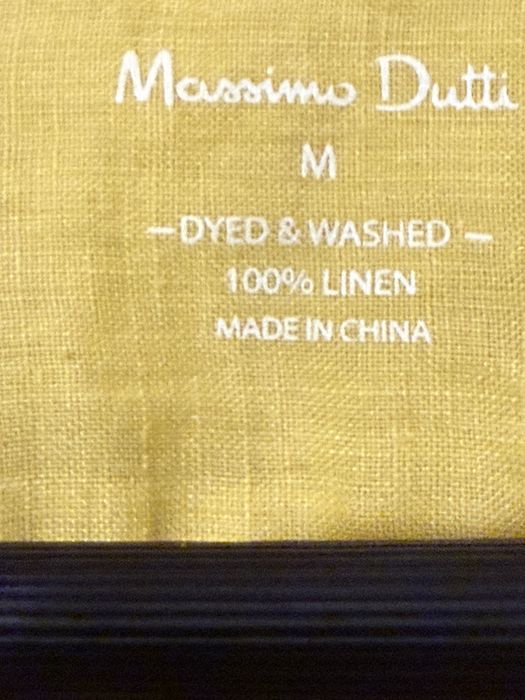 Massimo Dutti
M
— DYED & WASHED —
100% LINEN
MADE IN CHINA